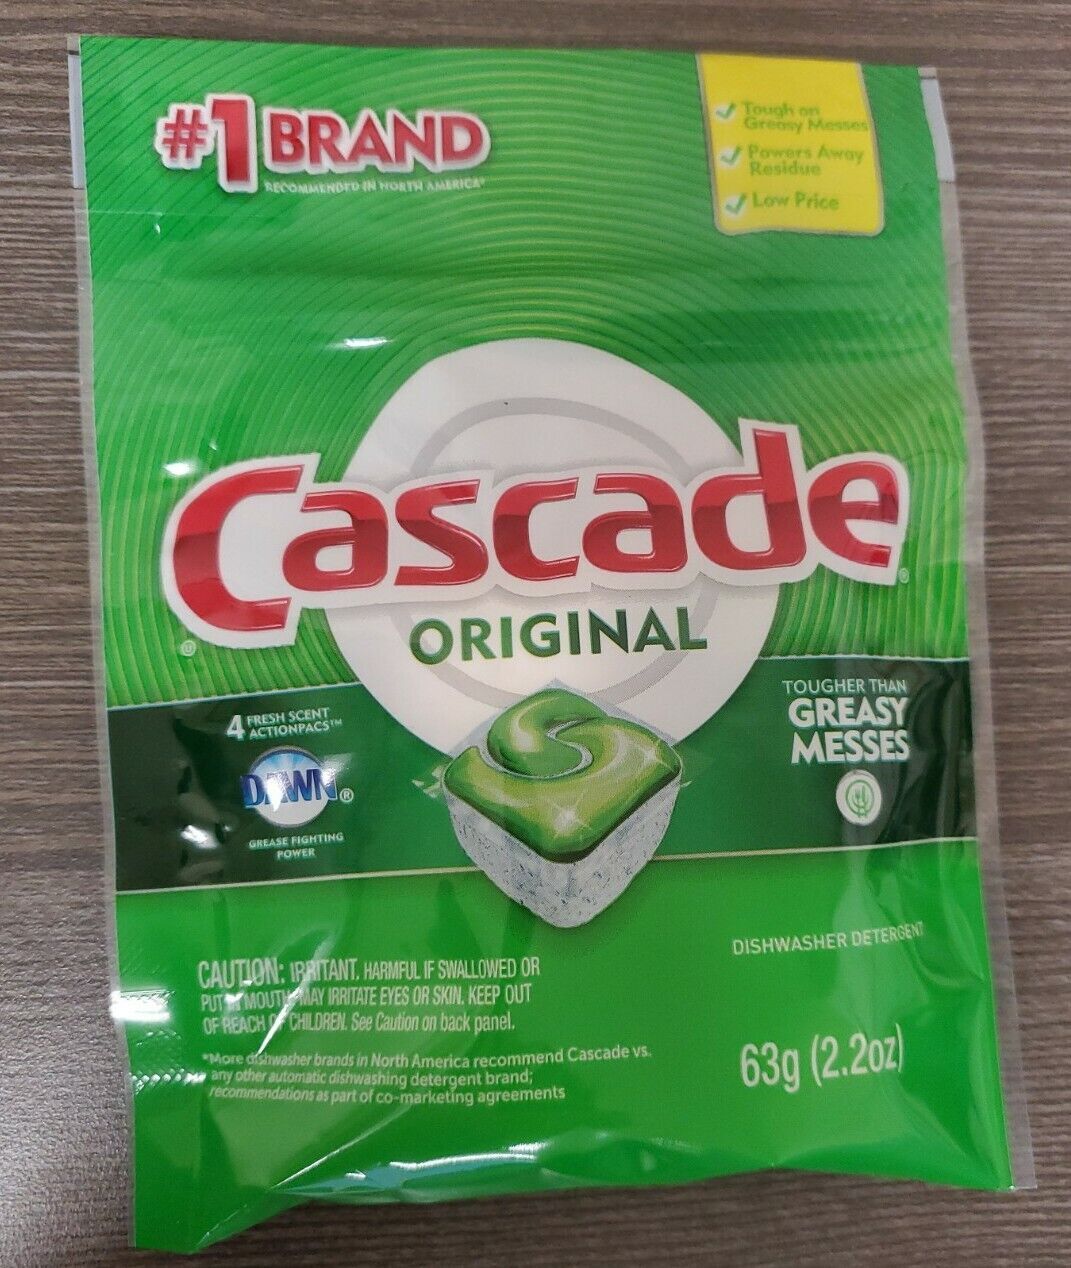 #1 BRAND
RECOMMENDED IN NORTH AMERICA*
Tough on
Greasy Messes
Powers Away
Residue
Low Price
Cascade®
ORIGINAL
4 FRESH SCENT
ACTIONPACS™
DAWN®
GREASE FIGHTING
POWER
TOUGHER THAN
GREASY
MESSES
DISHWASHER DETERGENT
CAUTION: IRRITANT. HARMFUL IF SWALLOWED OR
PUT IN MOUTH. MAY IRRITATE EYES OR SKIN. KEEP OUT
OF REACH OF CHILDREN. See Caution on back panel.
*More dishwasher brands in North America recommend Cascade vs.
any other automatic dishwashing detergent brand;
recommendations as part of co-marketing agreements
63g (2.2oz)